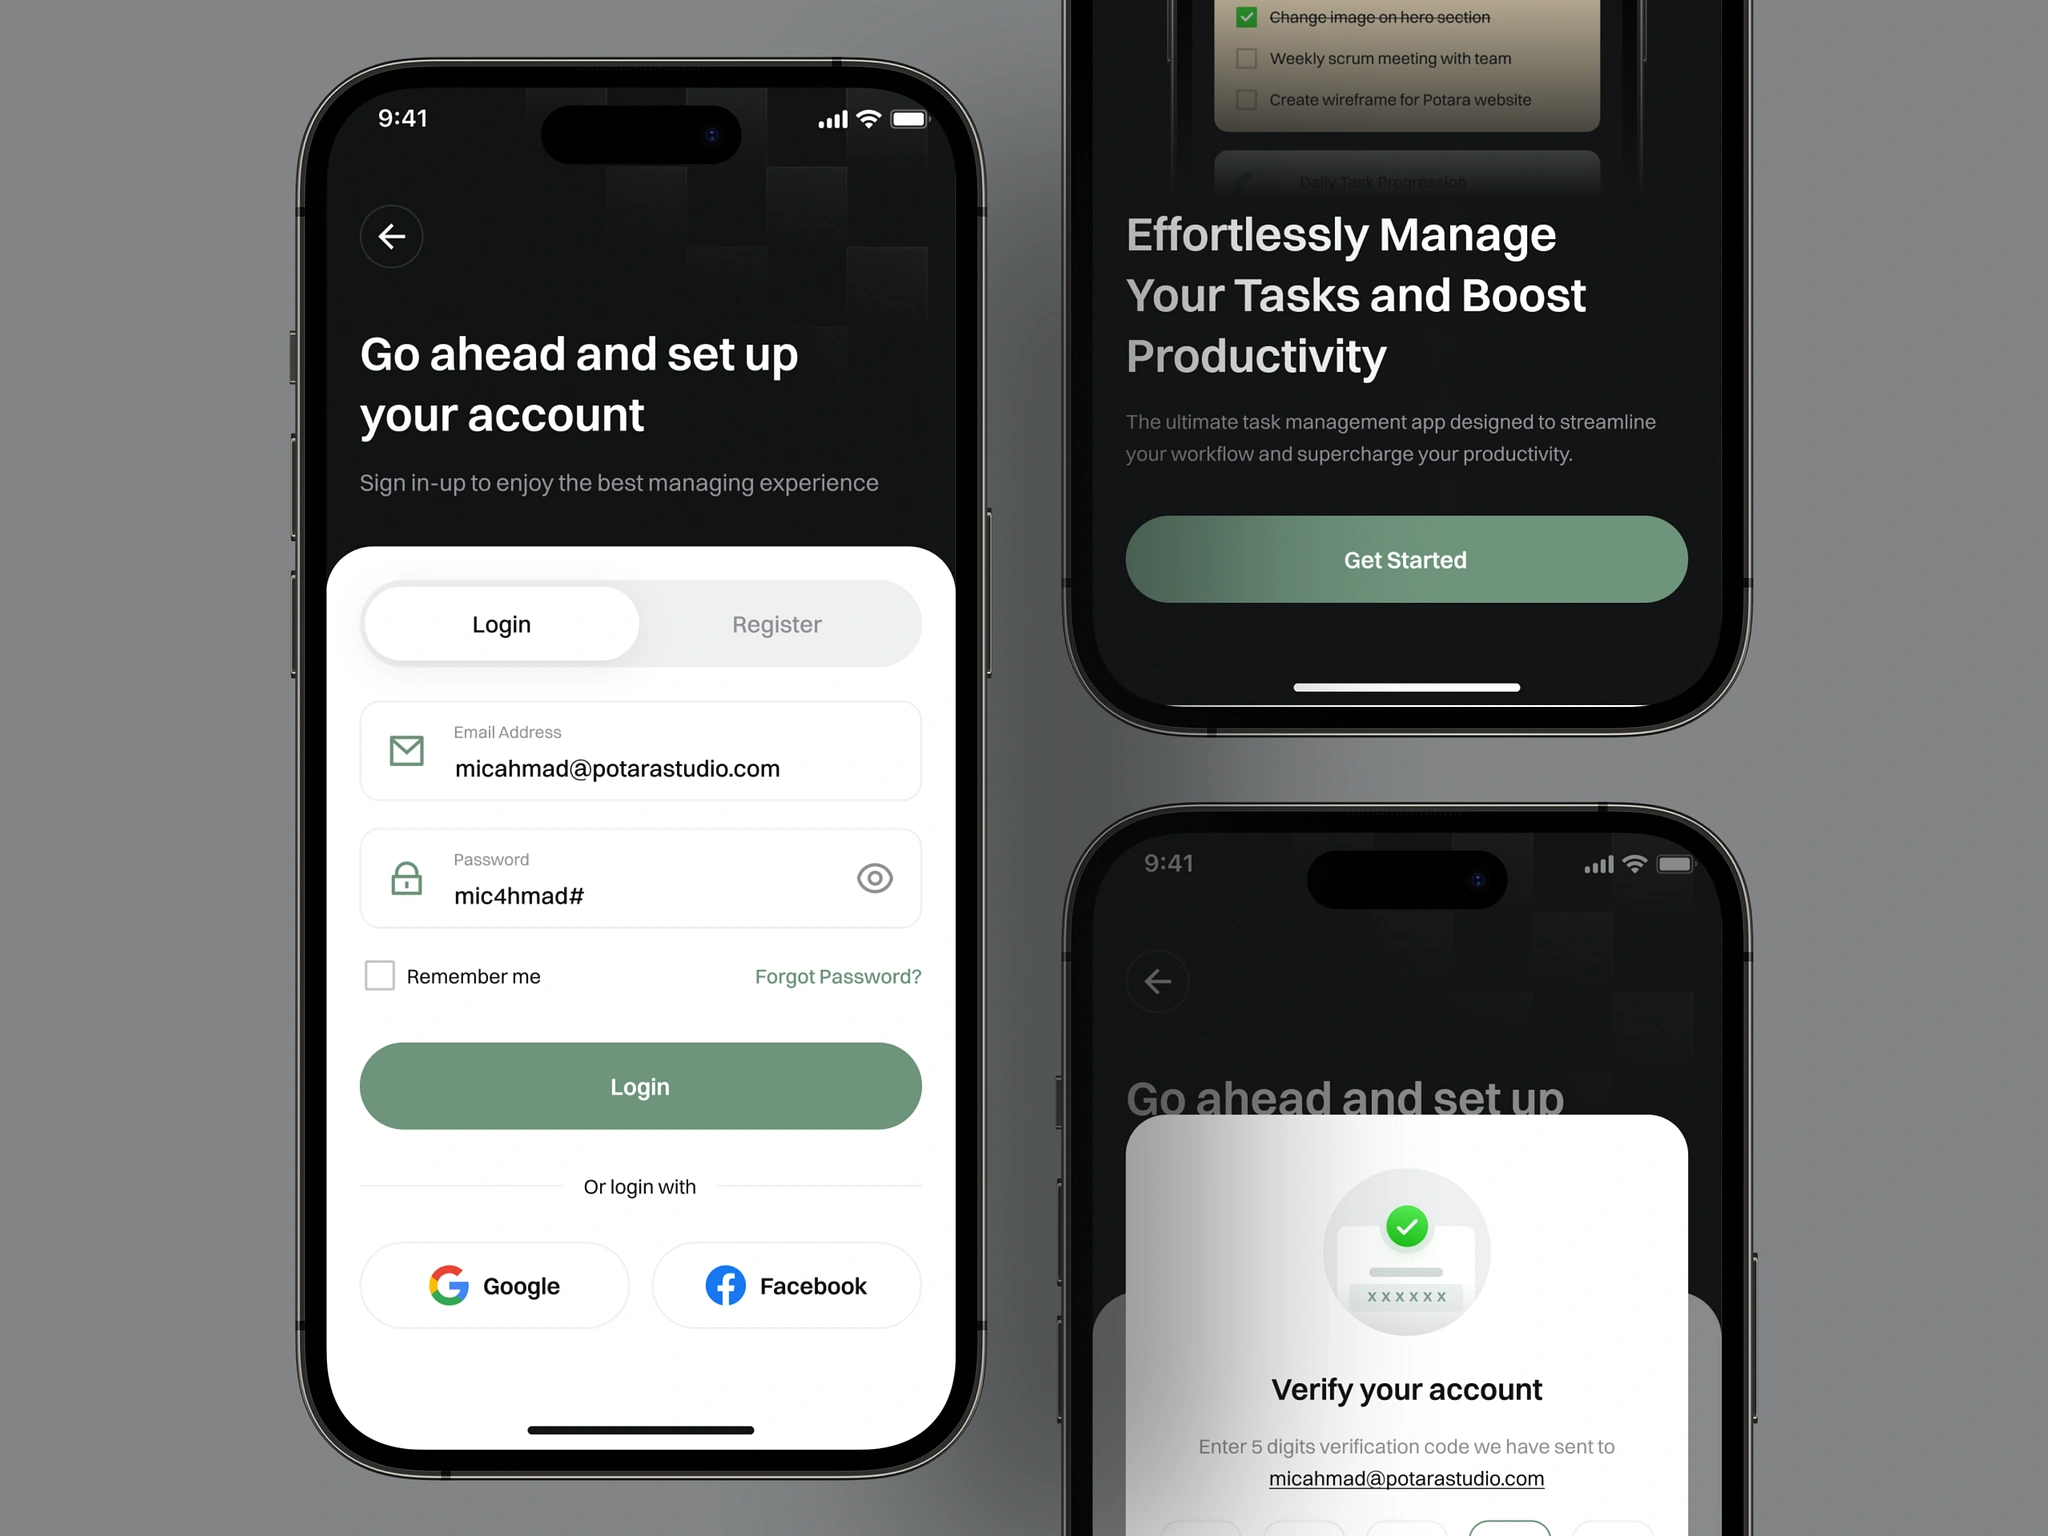 9:41
Go ahead and set up
your account
Sign in-up to enjoy the best managing experience
Login
Register
Email Address
micahmad@potarastudio.com
Password
mic4hmad#
Remember me
Forgot Password?
Login
Or login with
Google
Facebook
Change image on hero section
Weekly scrum meeting with team
Create wireframe for Potara website
Daily Task Progression
Effortlessly Manage
Your Tasks and Boost
Productivity
The ultimate task management app designed to streamline
your workflow and supercharge your productivity.
Get Started
9:41
Go ahead and set up
x x x x x x
Verify your account
Enter 5 digits verification code we have sent to
micahmad@potarastudio.com